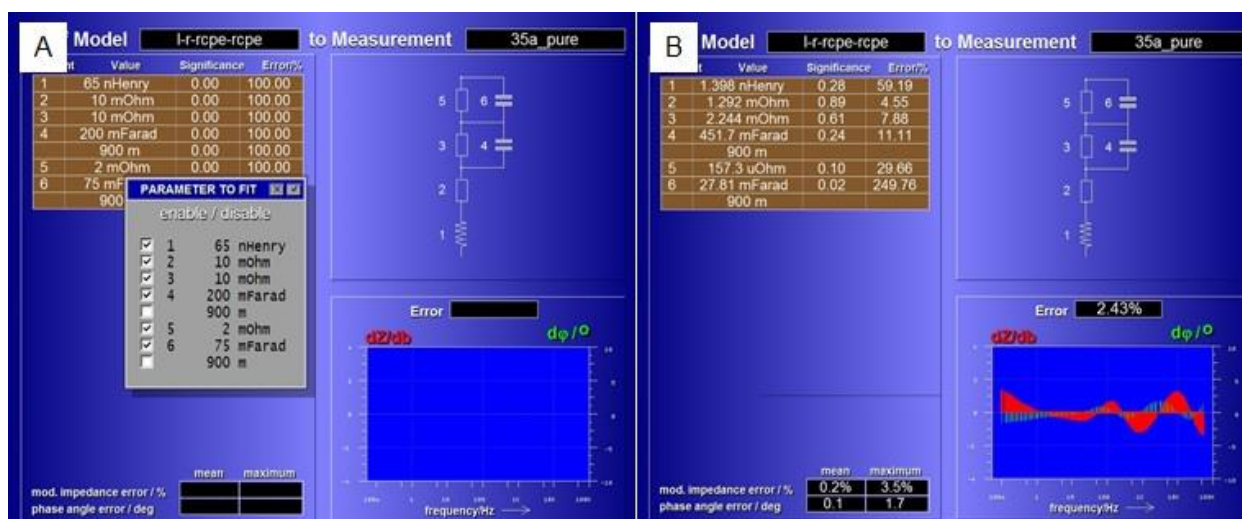 A
Model l-r-rcpe-rcpe to Measurement 35a_pure
Value Significance Error/%
1 65 nHenry 0.00 100.00
2 10 mOhm 0.00 100.00
3 10 mOhm 0.00 100.00
4 200 mFarad 0.00 100.00
900 m 0.00 100.00
5 2 mOhm 0.00 100.00
6 75 mF
900
PARAMETER TO FIT
enable / disable
1 65 nHenry
2 10 mOhm
3 10 mOhm
4 200 mFarad
900 m
5 2 mOhm
6 75 mFarad
900 m
5 6
3 4
2
1
Error
dZ/db dφ/°
frequency/Hz
mean maximum
mod. impedance error / %
phase angle error / deg
B
Model l-r-rcpe-rcpe to Measurement 35a_pure
Value Significance Error/%
1 1.398 nHenry 0.28 59.19
2 1.292 mOhm 0.89 4.55
3 2.244 mOhm 0.61 7.88
4 451.7 mFarad 0.24 11.11
900 m
5 157.3 uOhm 0.10 29.66
6 27.81 mFarad 0.02 249.76
900 m
5 6
3 4
2
1
Error 2.43%
dZ/db dφ/°
frequency/Hz
mean maximum
mod. impedance error / % 0.2% 3.5%
phase angle error / deg 0.1 1.7